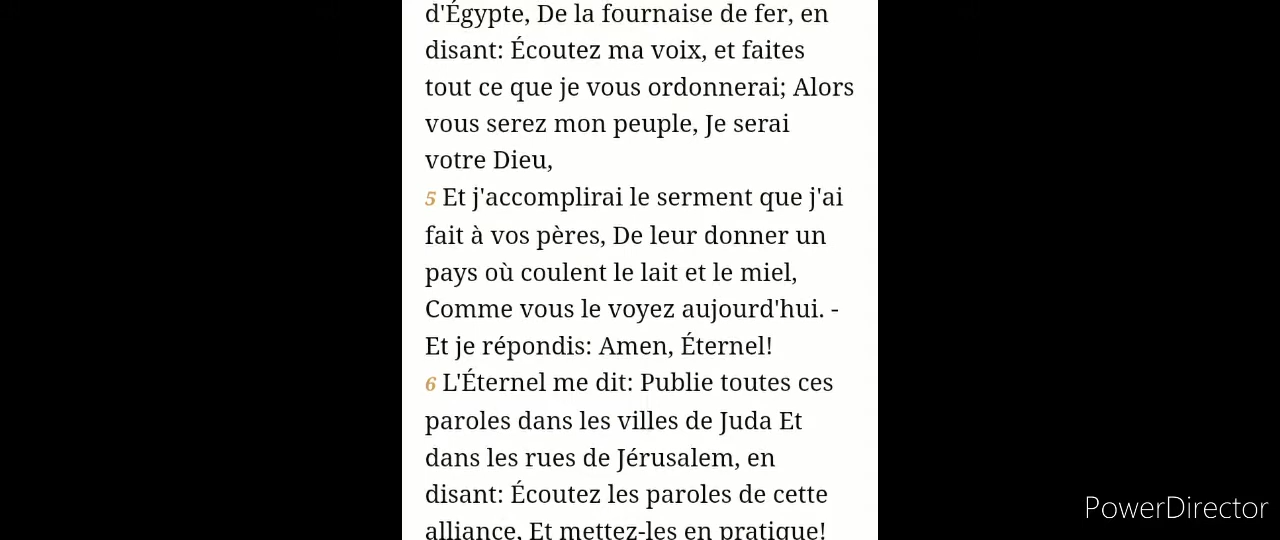 d'Égypte, De la fournaise de fer, en
disant: Écoutez ma voix, et faites
tout ce que je vous ordonnerai; Alors
vous serez mon peuple, Je serai
votre Dieu,
5 Et j'accomplirai le serment que j'ai
fait à vos pères, De leur donner un
pays où coulent le lait et le miel,
Comme vous le voyez aujourd'hui. -
Et je répondis: Amen, Éternel!
6 L'Éternel me dit: Publie toutes ces
paroles dans les villes de Juda Et
dans les rues de Jérusalem, en
disant: Écoutez les paroles de cette
alliance, Et mettez-les en pratique!
PowerDirector